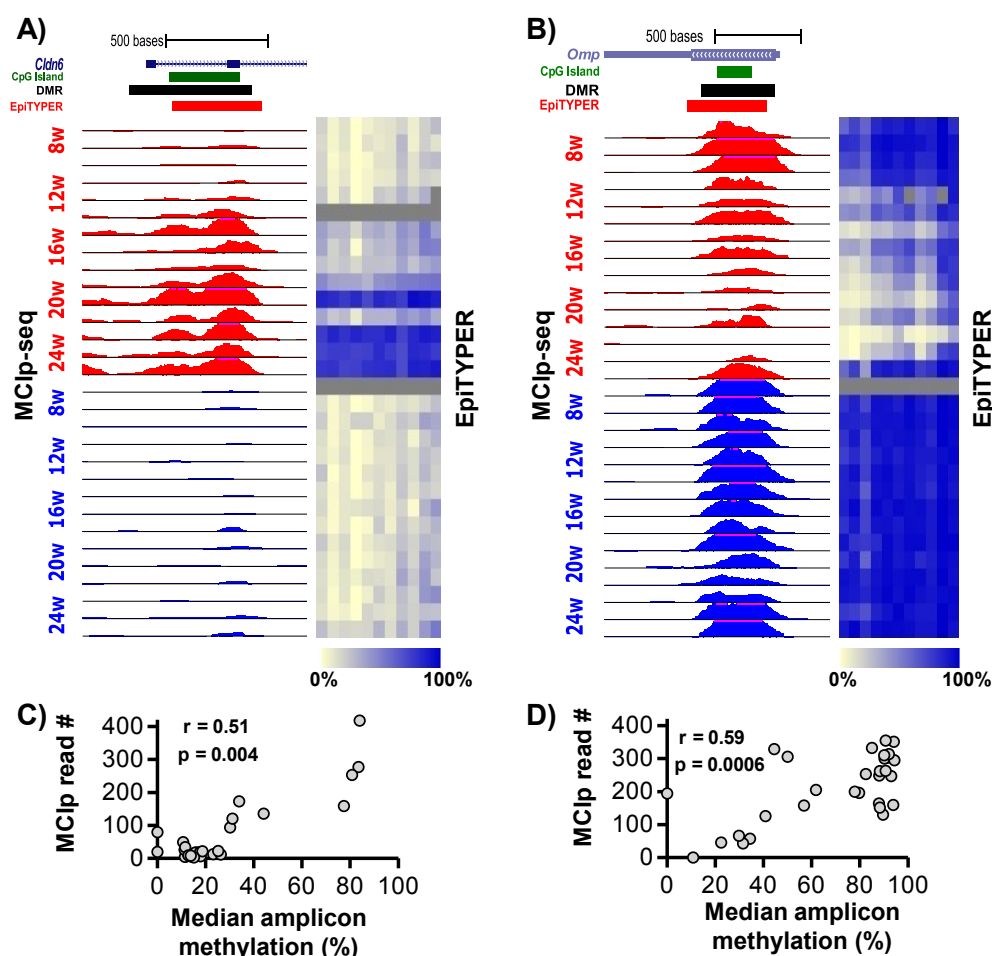 A)
500 bases
Cldn6
CpG Island
DMR
EpiTYPER
MCIp-seq
8w
12w
16w
20w
24w
8w
12w
16w
20w
24w
EpiTYPER
0% 100%
B)
500 bases
Omp
CpG Island
DMR
EpiTYPER
MCIp-seq
8w
12w
16w
20w
24w
8w
12w
16w
20w
24w
EpiTYPER
0% 100%
C)
r = 0.51
p = 0.004
MCIp read #
400
300
200
100
0
0 20 40 60 80 100
Median amplicon
methylation (%)
D)
r = 0.59
p = 0.0006
MCIp read #
400
300
200
100
0
0 20 40 60 80 100
Median amplicon
methylation (%)